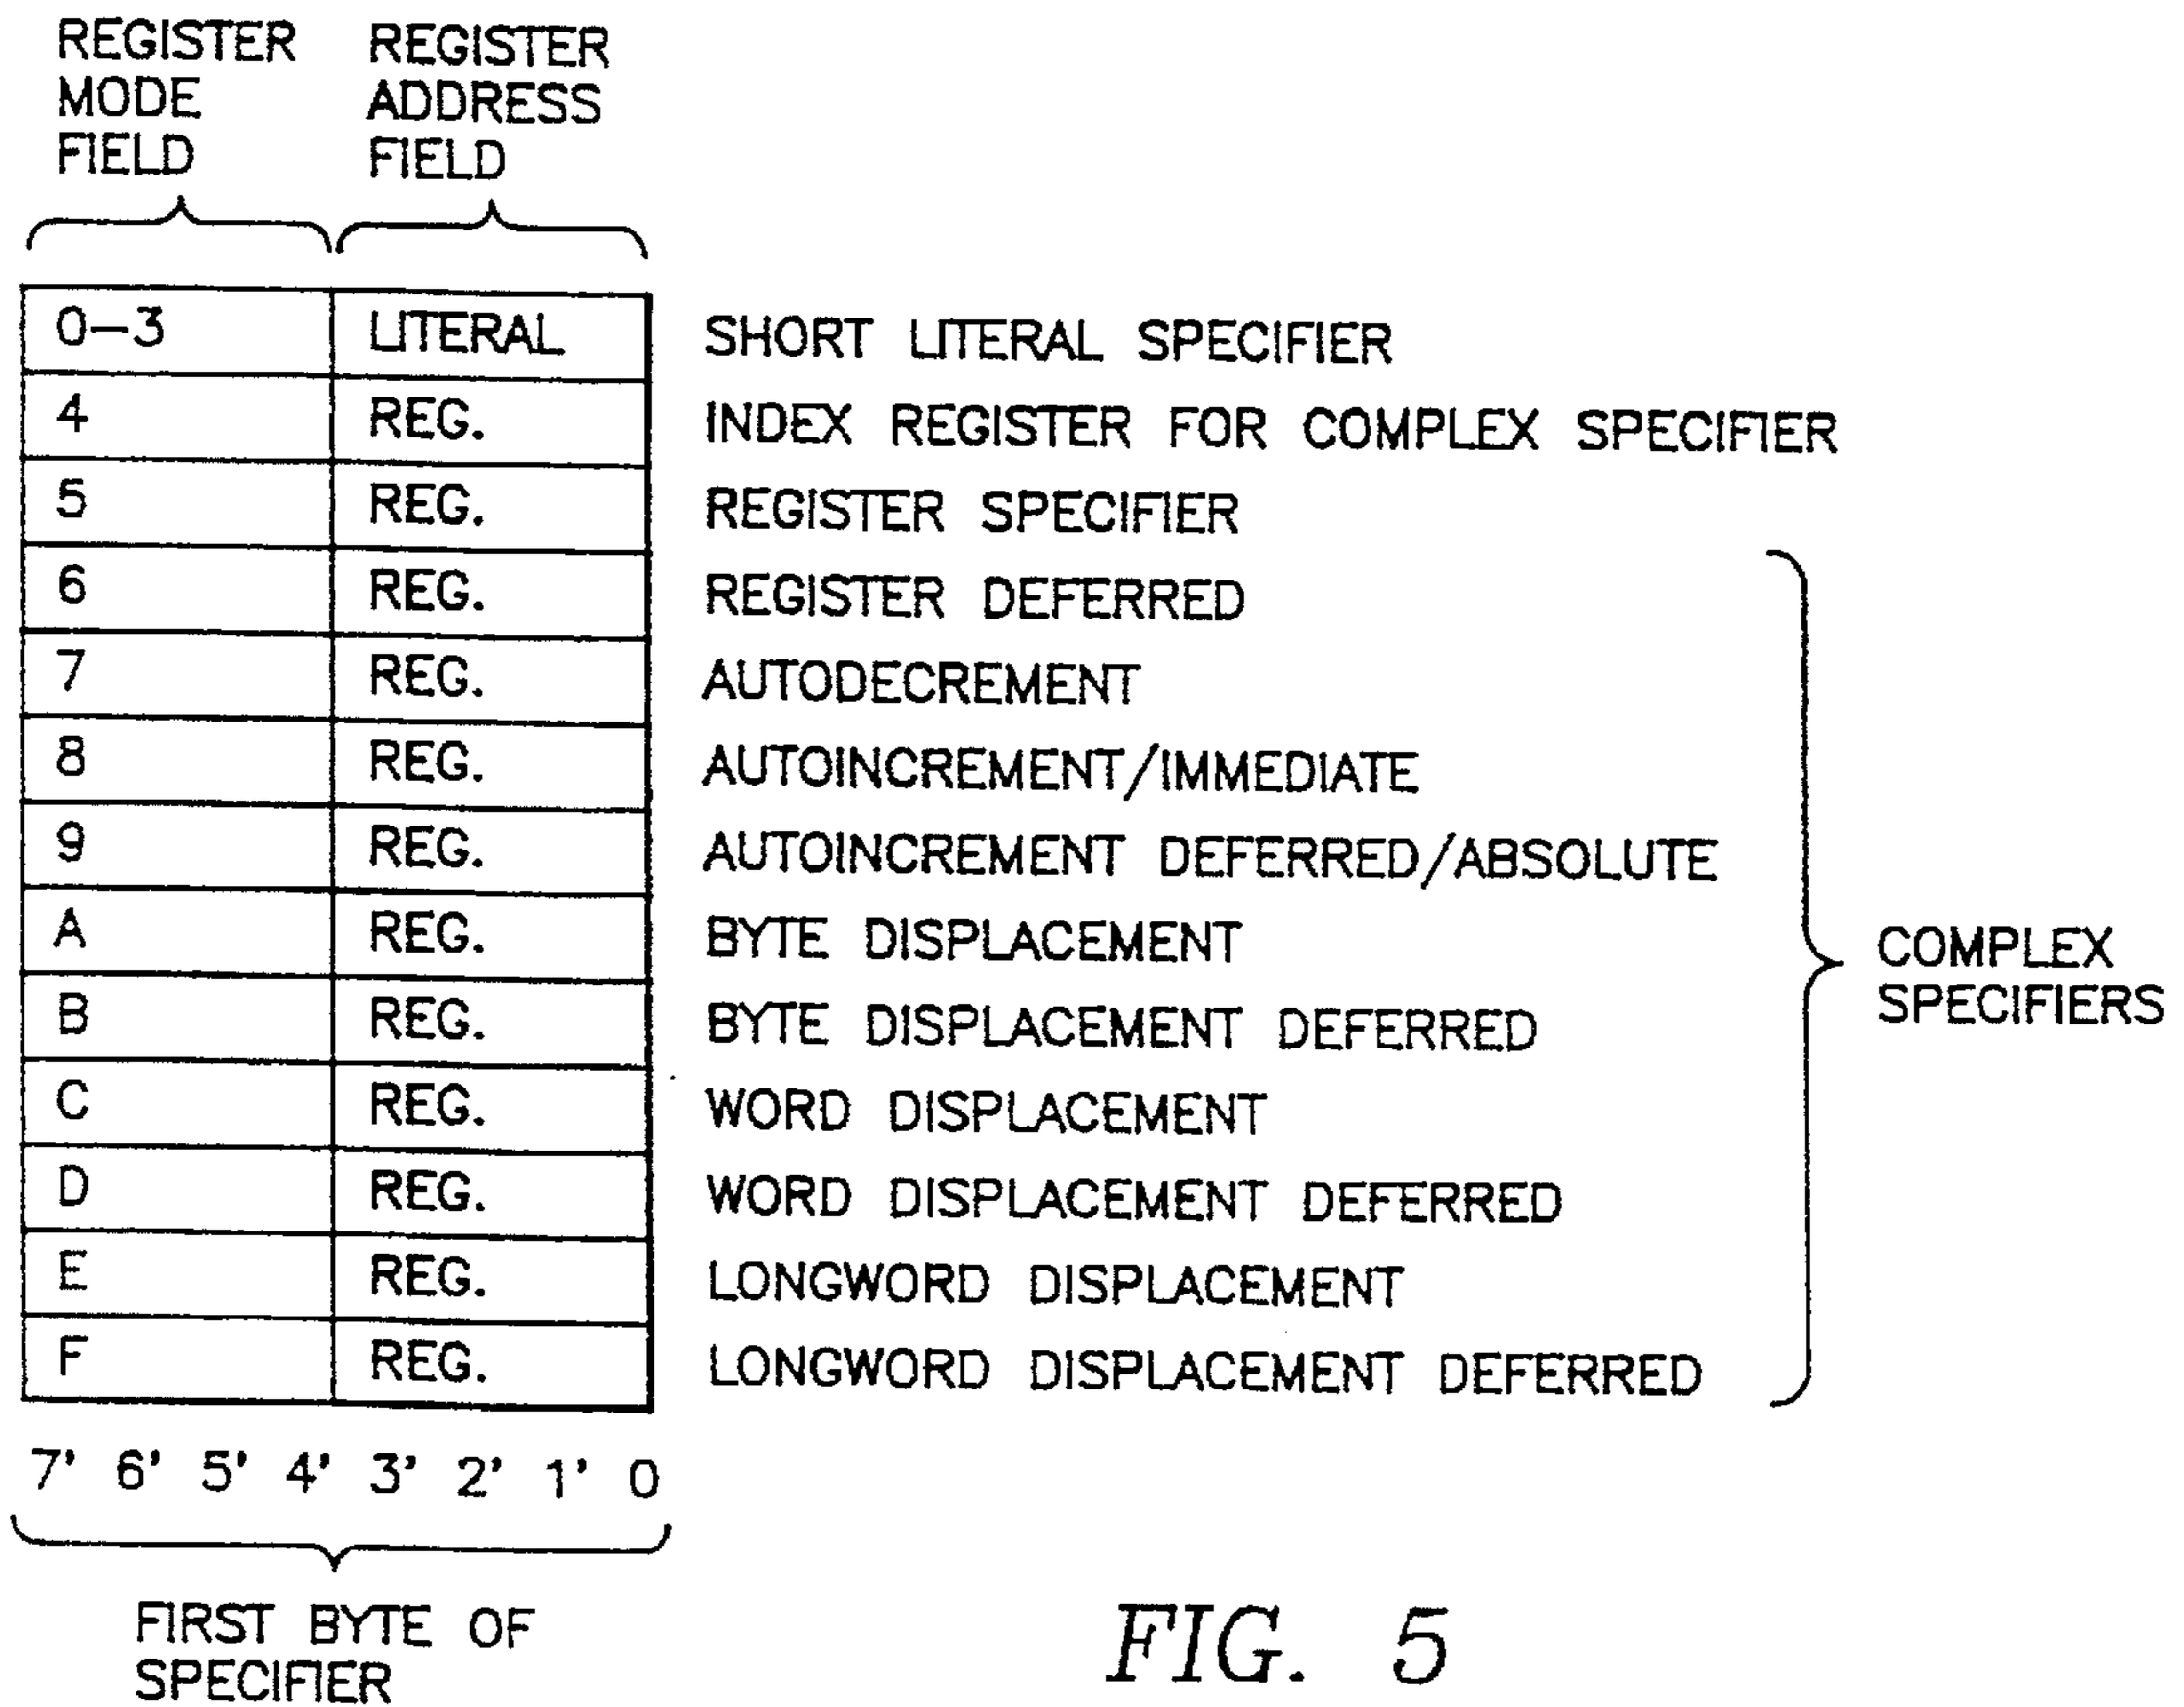 REGISTER MODE FIELD
REGISTER ADDRESS FIELD
0–3 LITERAL SHORT LITERAL SPECIFIER
4 REG. INDEX REGISTER FOR COMPLEX SPECIFIER
5 REG. REGISTER SPECIFIER
6 REG. REGISTER DEFERRED
7 REG. AUTODECREMENT
8 REG. AUTOINCREMENT/IMMEDIATE
9 REG. AUTOINCREMENT DEFERRED/ABSOLUTE
A REG. BYTE DISPLACEMENT
B REG. BYTE DISPLACEMENT DEFERRED
C REG. WORD DISPLACEMENT
D REG. WORD DISPLACEMENT DEFERRED
E REG. LONGWORD DISPLACEMENT
F REG. LONGWORD DISPLACEMENT DEFERRED
COMPLEX
SPECIFIERS
7' 6' 5' 4' 3' 2' 1' 0
FIRST BYTE OF
SPECIFIER
FIG. 5